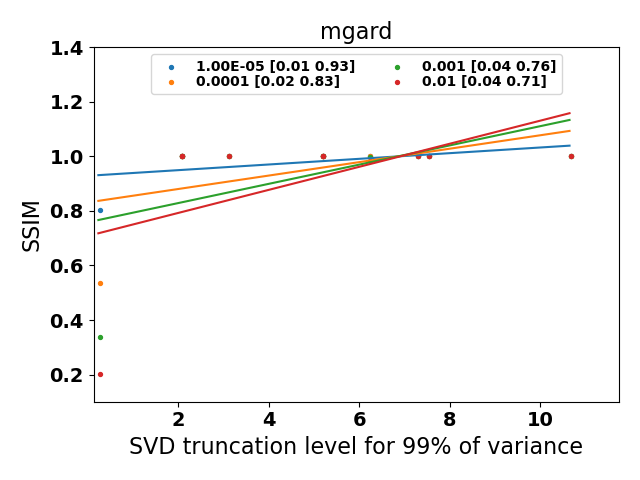 mgard
1.00E-05 [0.01 0.93]
0.0001 [0.02 0.83]
0.001 [0.04 0.76]
0.01 [0.04 0.71]
1.4
1.2
1.0
0.8
0.6
0.4
0.2
SSIM
2 4 6 8 10
SVD truncation level for 99% of variance